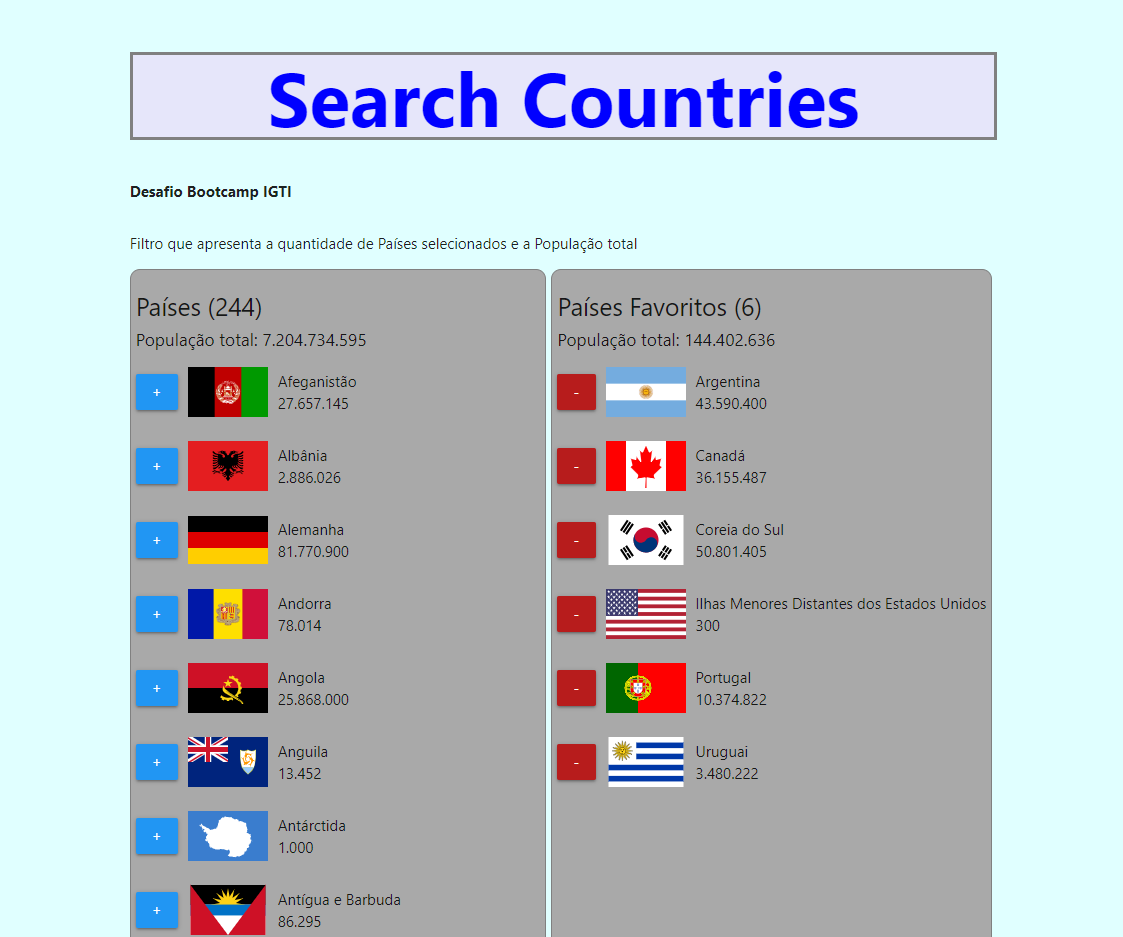 Search Countries
Desafio Bootcamp IGTI
Filtro que apresenta a quantidade de Países selecionados e a População total
Países (244)
População total: 7.204.734.595
+
Afeganistão
27.657.145
+
Albânia
2.886.026
+
Alemanha
81.770.900
+
Andorra
78.014
+
Angola
25.868.000
+
Anguila
13.452
+
Antárctida
1.000
+
Antígua e Barbuda
86.295
Países Favoritos (6)
População total: 144.402.636
-
Argentina
43.590.400
-
Canadá
36.155.487
-
Coreia do Sul
50.801.405
-
Ilhas Menores Distantes dos Estados Unidos
300
-
Portugal
10.374.822
-
Uruguai
3.480.222